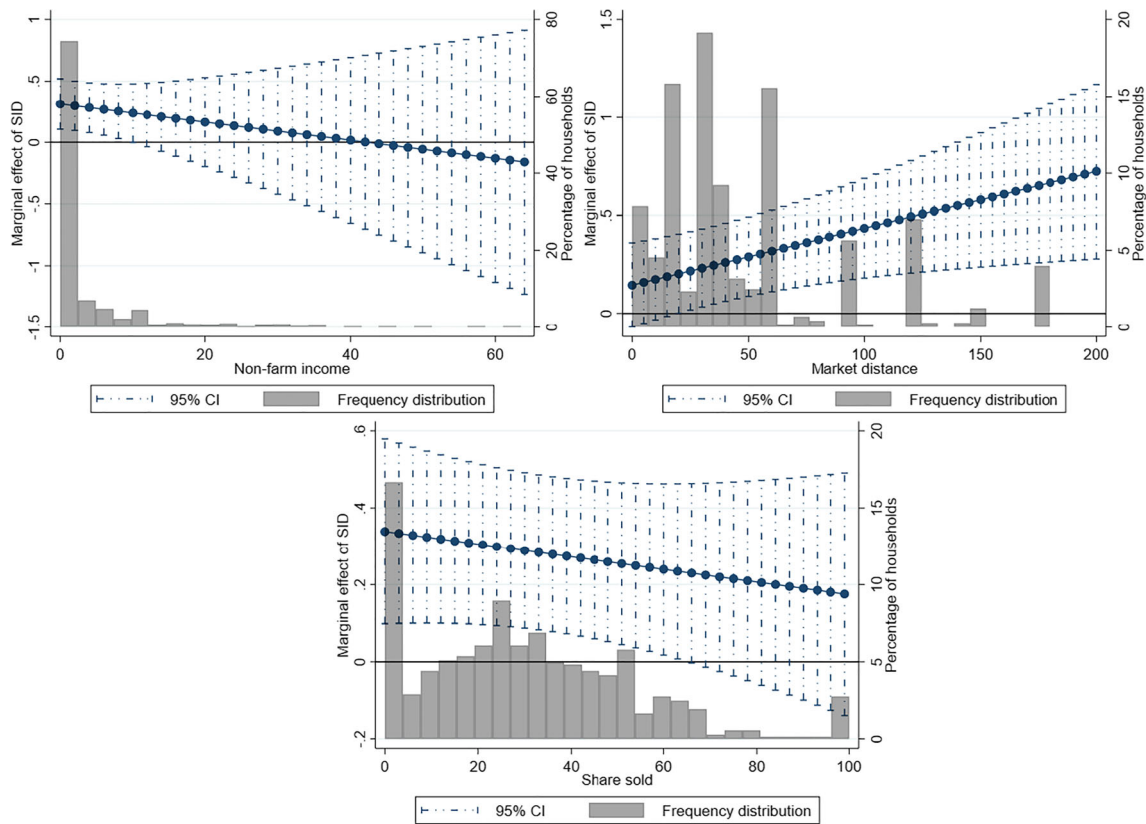 Marginal effect of SID
1
.5
0
-.5
-1
-1.5
80
60
40
20
0
Percentage of households
0 20 40 60
Non-farm income
95% CI Frequency distribution
Marginal effect of SID
1.5
1
.5
0
20
15
10
5
0
Percentage of households
0 50 100 150 200
Market distance
95% CI Frequency distribution
Marginal effect of SID
.6
.4
.2
0
-.2
20
15
10
5
0
Percentage of households
0 20 40 60 80 100
Share sold
95% CI Frequency distribution